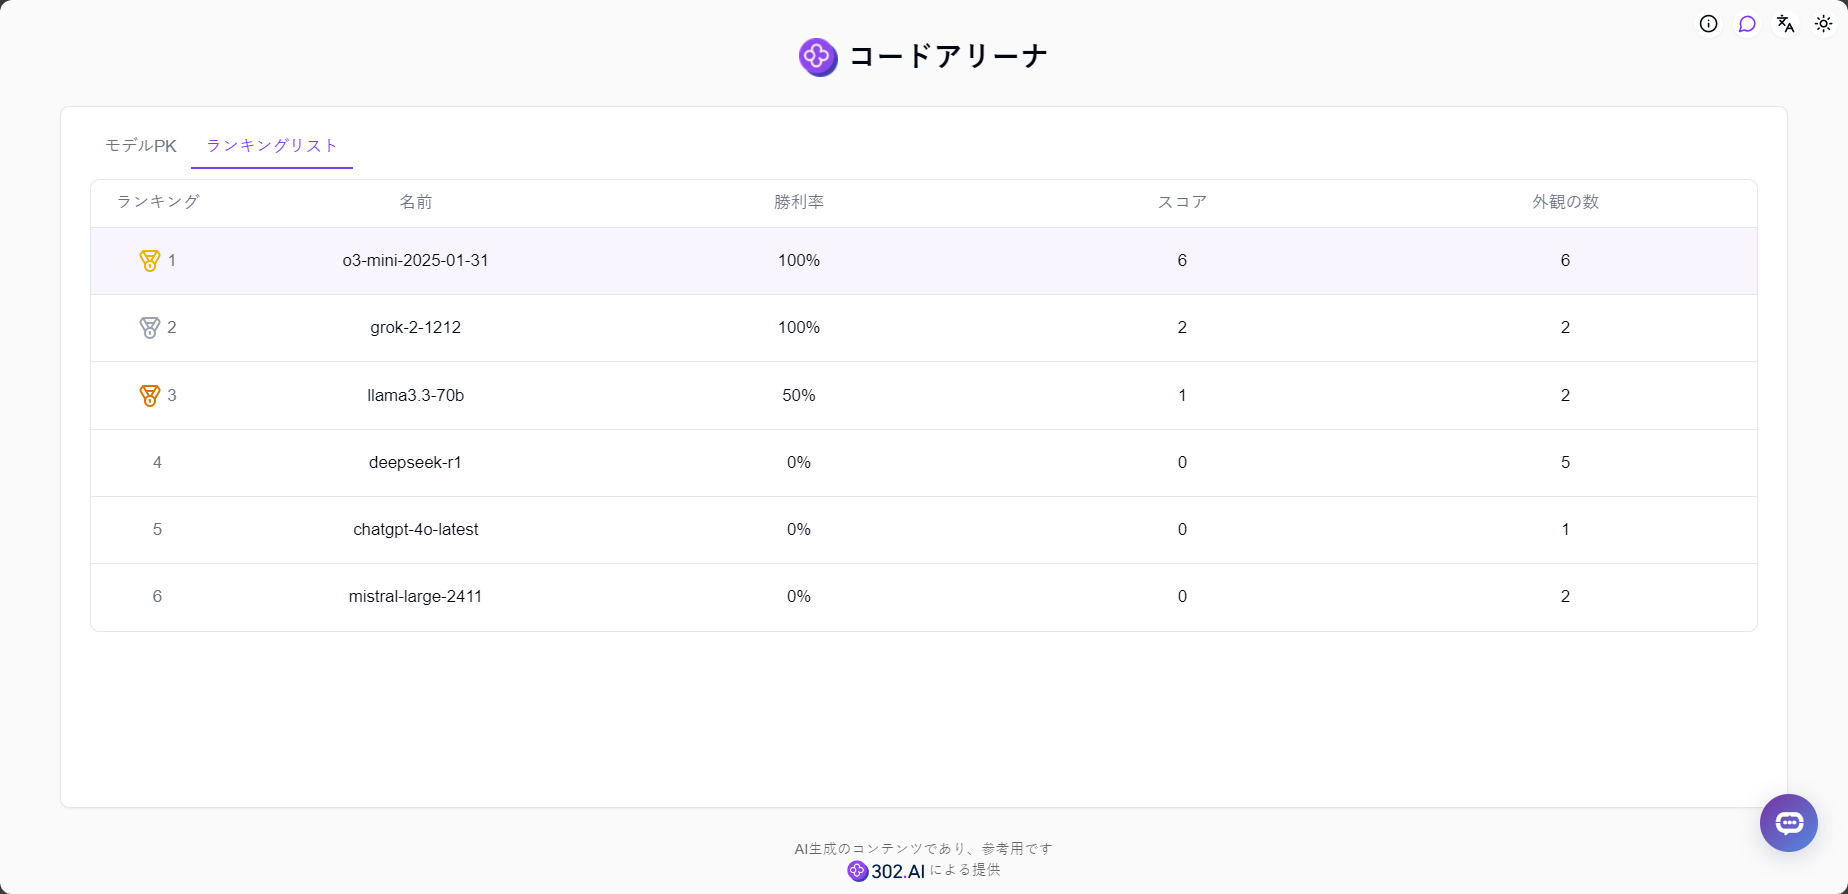 コードアリーナ
モデルPK ランキングリスト
ランキング 名前 勝利率 スコア 外観の数
1 o3-mini-2025-01-31 100% 6 6
2 grok-2-1212 100% 2 2
3 llama3.3-70b 50% 1 2
4 deepseek-r1 0% 0 5
5 chatgpt-4o-latest 0% 0 1
6 mistral-large-2411 0% 0 2
AI生成のコンテンツであり、参考用です
302.AI による提供